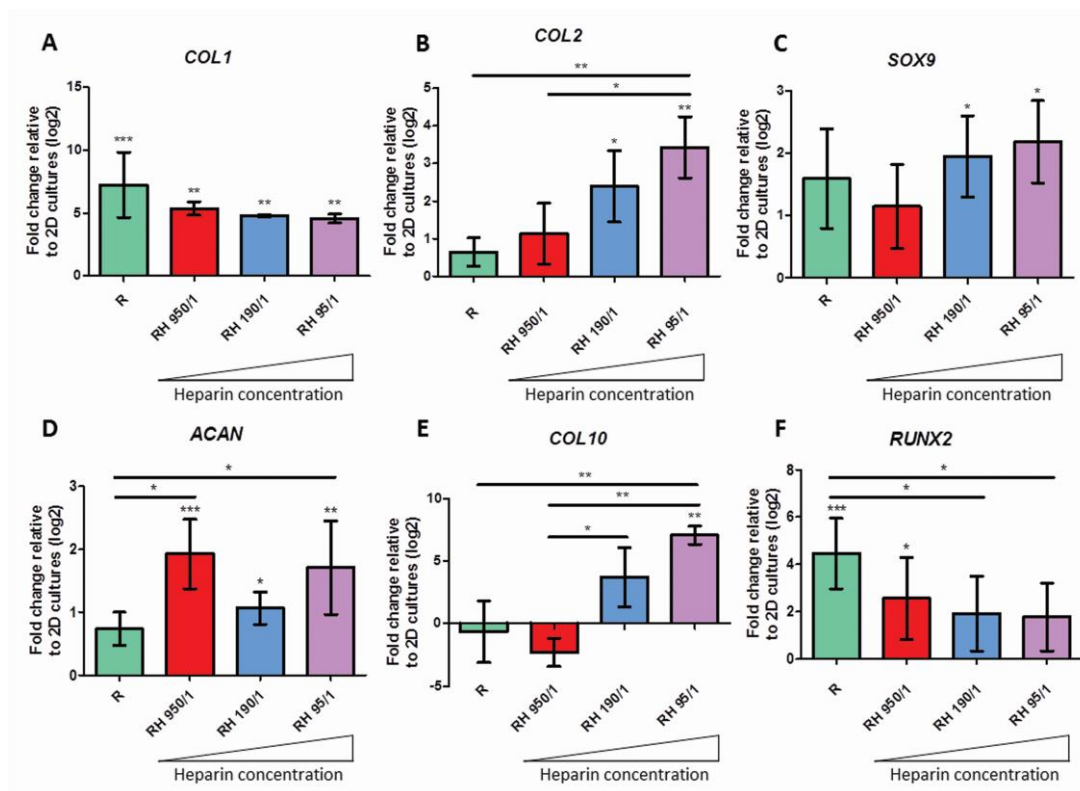 A
COL1
Fold change relative
to 2D cultures (log2)
15
10
5
0
***
**
**
**
R
RH 950/1
RH 190/1
RH 95/1
Heparin concentration
B
COL2
Fold change relative
to 2D cultures (log2)
5
4
3
2
1
0
**
*
*
**
R
RH 950/1
RH 190/1
RH 95/1
Heparin concentration
C
SOX9
Fold change relative
to 2D cultures (log2)
3
2
1
0
*
*
R
RH 950/1
RH 190/1
RH 95/1
Heparin concentration
D
ACAN
Fold change relative
to 2D cultures (log2)
3
2
1
0
*
*
***
*
**
R
RH 950/1
RH 190/1
RH 95/1
Heparin concentration
E
COL10
Fold change relative
to 2D cultures (log2)
10
5
0
-5
**
**
*
**
R
RH 950/1
RH 190/1
RH 95/1
Heparin concentration
F
RUNX2
Fold change relative
to 2D cultures (log2)
8
6
4
2
0
*
*
***
*
R
RH 950/1
RH 190/1
RH 95/1
Heparin concentration